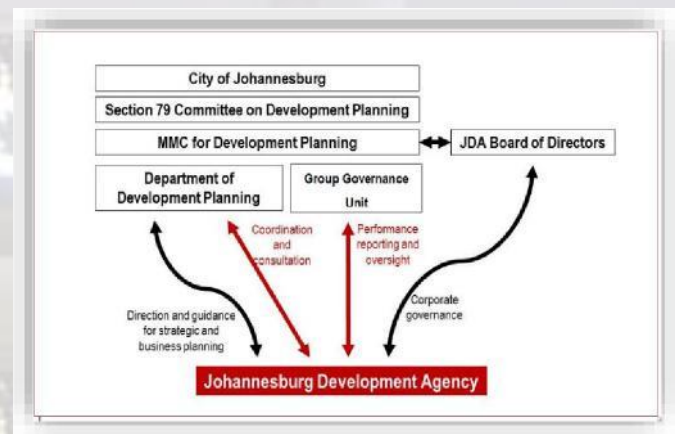 City of Johannesburg
Section 79 Committee on Development Planning
MMC for Development Planning
JDA Board of Directors
Department of
Development Planning
Group Governance
Unit
Coordination
and
consultation
Performance
reporting and
oversight
Direction and guidance
for strategic and
business planning
Corporate
governance
Johannesburg Development Agency